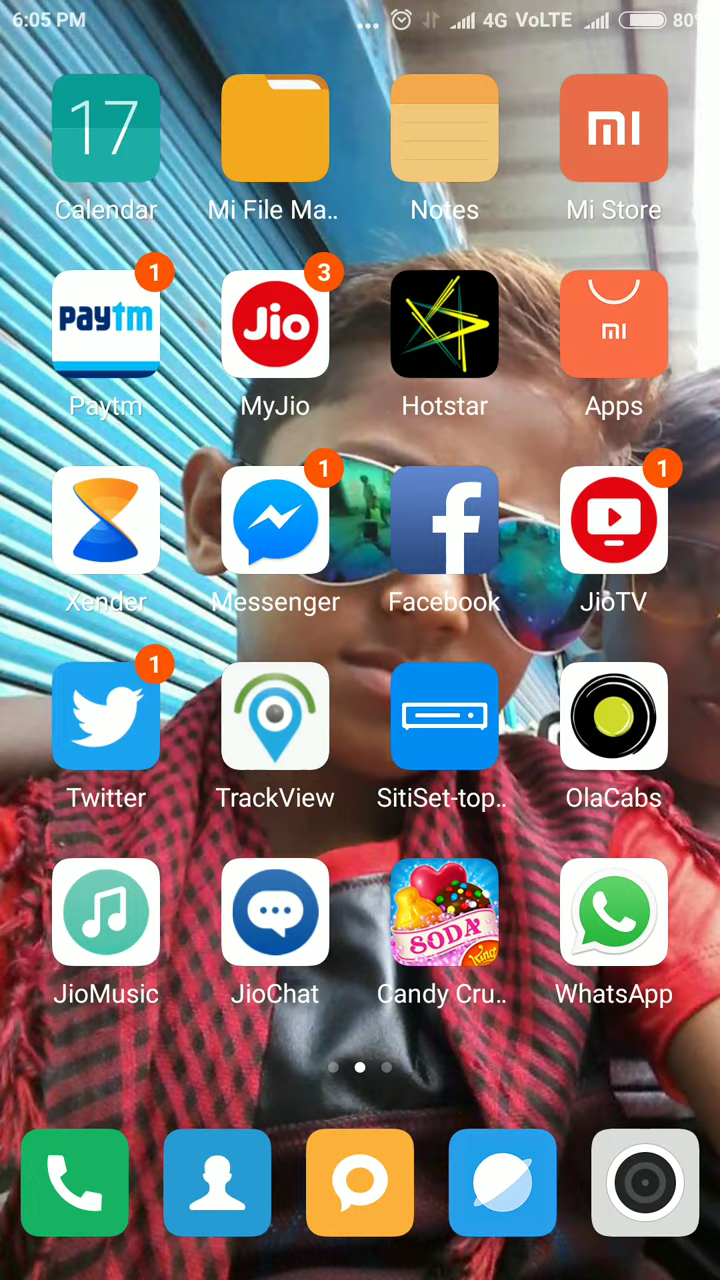 6:05 PM ... 4G VoLTE 80
17
Calendar Mi File Ma.. Notes Mi Store
1 3
paytm Jio
Paytm MyJio Hotstar Apps
1 1
Xender Messenger Facebook JioTV
1
Twitter TrackView SitiSet-top.. OlaCabs
SODA
King
JioMusic JioChat Candy Cru.. WhatsApp